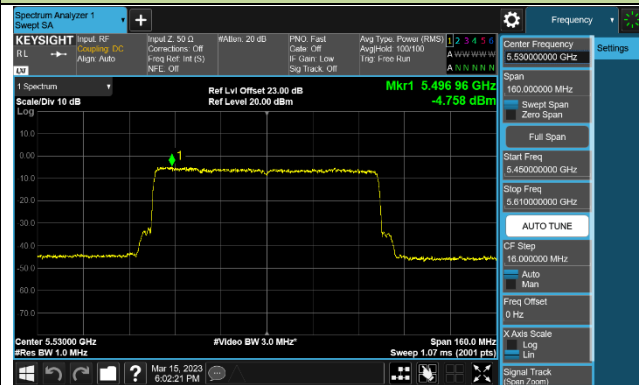 Spectrum Analyzer 1
Swept SA
Frequency
KEYSIGHT
RL
LXI
Input: RF
Coupling: DC
Align: Auto
Input Z: 50 Ω
Corrections: Off
Freq Ref: Int (S)
NFE: Off
#Atten: 20 dB
PNO: Fast
Gate: Off
IF Gain: Low
Sig Track: Off
Avg Type: Power (RMS)
Avg|Hold: 100/100
Trig: Free Run
1 2 3 4 5 6
A W W W W W
A N N N N N
1 Spectrum
Scale/Div 10 dB
Log
Ref Lvl Offset 23.00 dB
Ref Level 20.00 dBm
Mkr1 5.496 96 GHz
-4.758 dBm
10.0
0.00
-10.0
-20.0
-30.0
-40.0
-50.0
-60.0
-70.0
1
Center 5.53000 GHz
#Res BW 1.0 MHz
#Video BW 3.0 MHz*
Span 160.0 MHz
Sweep 1.07 ms (2001 pts)
Mar 15, 2023
6:02:21 PM
Center Frequency
5.530000000 GHz
Settings
Span
160.000000 MHz
Swept Span
Zero Span
Full Span
Start Freq
5.450000000 GHz
Stop Freq
5.610000000 GHz
AUTO TUNE
CF Step
16.000000 MHz
Auto
Man
Freq Offset
0 Hz
X Axis Scale
Log
Lin
Signal Track
(Span Zoom)